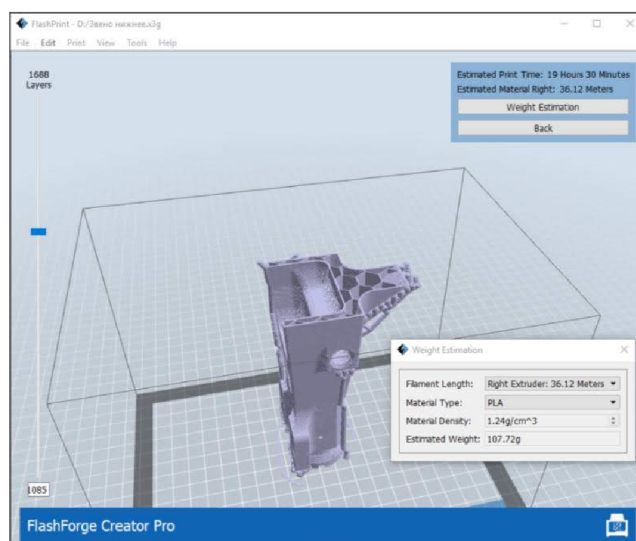 FlashPrint - D:/Звено нижнее.x3g
File Edit Print View Tools Help
1688
Layers
Estimated Print Time: 19 Hours 30 Minutes
Estimated Material Right: 36.12 Meters
Weight Estimation
Back
Weight Estimation
Filament Length: Right Extruder: 36.12 Meters
Material Type: PLA
Material Density: 1.24g/cm^3
Estimated Weight: 107.72g
1085
FlashForge Creator Pro